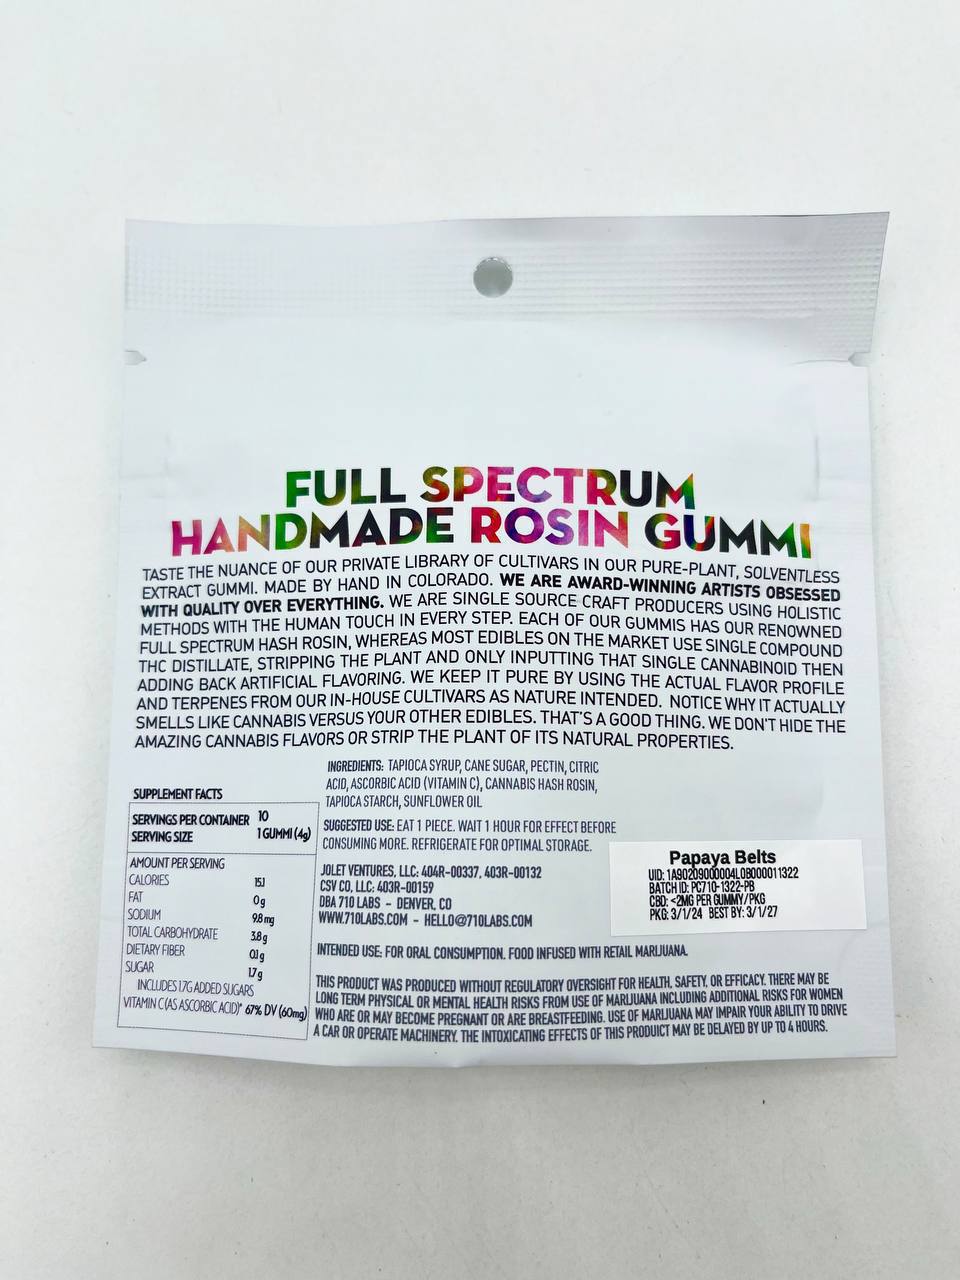 FULL SPECTRUM
HANDMADE ROSIN GUMMI
TASTE THE NUANCE OF OUR PRIVATE LIBRARY OF CULTIVARS IN OUR PURE-PLANT, SOLVENTLESS
EXTRACT GUMMI. MADE BY HAND IN COLORADO. WE ARE AWARD-WINNING ARTISTS OBSESSED
WITH QUALITY OVER EVERYTHING. WE ARE SINGLE SOURCE CRAFT PRODUCERS USING HOLISTIC
METHODS WITH THE HUMAN TOUCH IN EVERY STEP. EACH OF OUR GUMMIS HAS OUR RENOWNED
FULL SPECTRUM HASH ROSIN, WHEREAS MOST EDIBLES ON THE MARKET USE SINGLE COMPOUND
THC DISTILLATE, STRIPPING THE PLANT AND ONLY INPUTTING THAT SINGLE CANNABINOID THEN
ADDING BACK ARTIFICIAL FLAVORING. WE KEEP IT PURE BY USING THE ACTUAL FLAVOR PROFILE
AND TERPENES FROM OUR IN-HOUSE CULTIVARS AS NATURE INTENDED. NOTICE WHY IT ACTUALLY
SMELLS LIKE CANNABIS VERSUS YOUR OTHER EDIBLES. THAT'S A GOOD THING. WE DON'T HIDE THE
AMAZING CANNABIS FLAVORS OR STRIP THE PLANT OF ITS NATURAL PROPERTIES.
SUPPLEMENT FACTS
SERVINGS PER CONTAINER 10
SERVING SIZE 1 GUMMI (4g)
AMOUNT PER SERVING
CALORIES 15.1
FAT 0g
SODIUM 9.8 mg
TOTAL CARBOHYDRATE 3.8 g
DIETARY FIBER 0.1 g
SUGAR 1.7 g
INCLUDES 1.7G ADDED SUGARS
VITAMIN C (AS ASCORBIC ACID)* 67% DV (60mg)
INGREDIENTS: TAPIOCA SYRUP, CANE SUGAR, PECTIN, CITRIC
ACID, ASCORBIC ACID (VITAMIN C), CANNABIS HASH ROSIN,
TAPIOCA STARCH, SUNFLOWER OIL
SUGGESTED USE: EAT 1 PIECE. WAIT 1 HOUR FOR EFFECT BEFORE
CONSUMING MORE. REFRIGERATE FOR OPTIMAL STORAGE.
JOLET VENTURES, LLC: 404R-00337, 403R-00132
CSV CO, LLC: 403R-00159
DBA 710 LABS - DENVER, CO
WWW.710LABS.COM - HELLO@710LABS.COM
Papaya Belts
UID: 1A90209000004L0B000011322
BATCH ID: PC710-1322-PB
CBD: <2MG PER GUMMY/PKG
PKG: 3/1/24 BEST BY: 3/1/27
INTENDED USE: FOR ORAL CONSUMPTION. FOOD INFUSED WITH RETAIL MARIJUANA.
THIS PRODUCT WAS PRODUCED WITHOUT REGULATORY OVERSIGHT FOR HEALTH, SAFETY, OR EFFICACY. THERE MAY BE
LONG TERM PHYSICAL OR MENTAL HEALTH RISKS FROM USE OF MARIJUANA INCLUDING ADDITIONAL RISKS FOR WOMEN
WHO ARE OR MAY BECOME PREGNANT OR ARE BREASTFEEDING. USE OF MARIJUANA MAY IMPAIR YOUR ABILITY TO DRIVE
A CAR OR OPERATE MACHINERY. THE INTOXICATING EFFECTS OF THIS PRODUICT MAY BE DELAYED BY UP TO 4 HOURS.